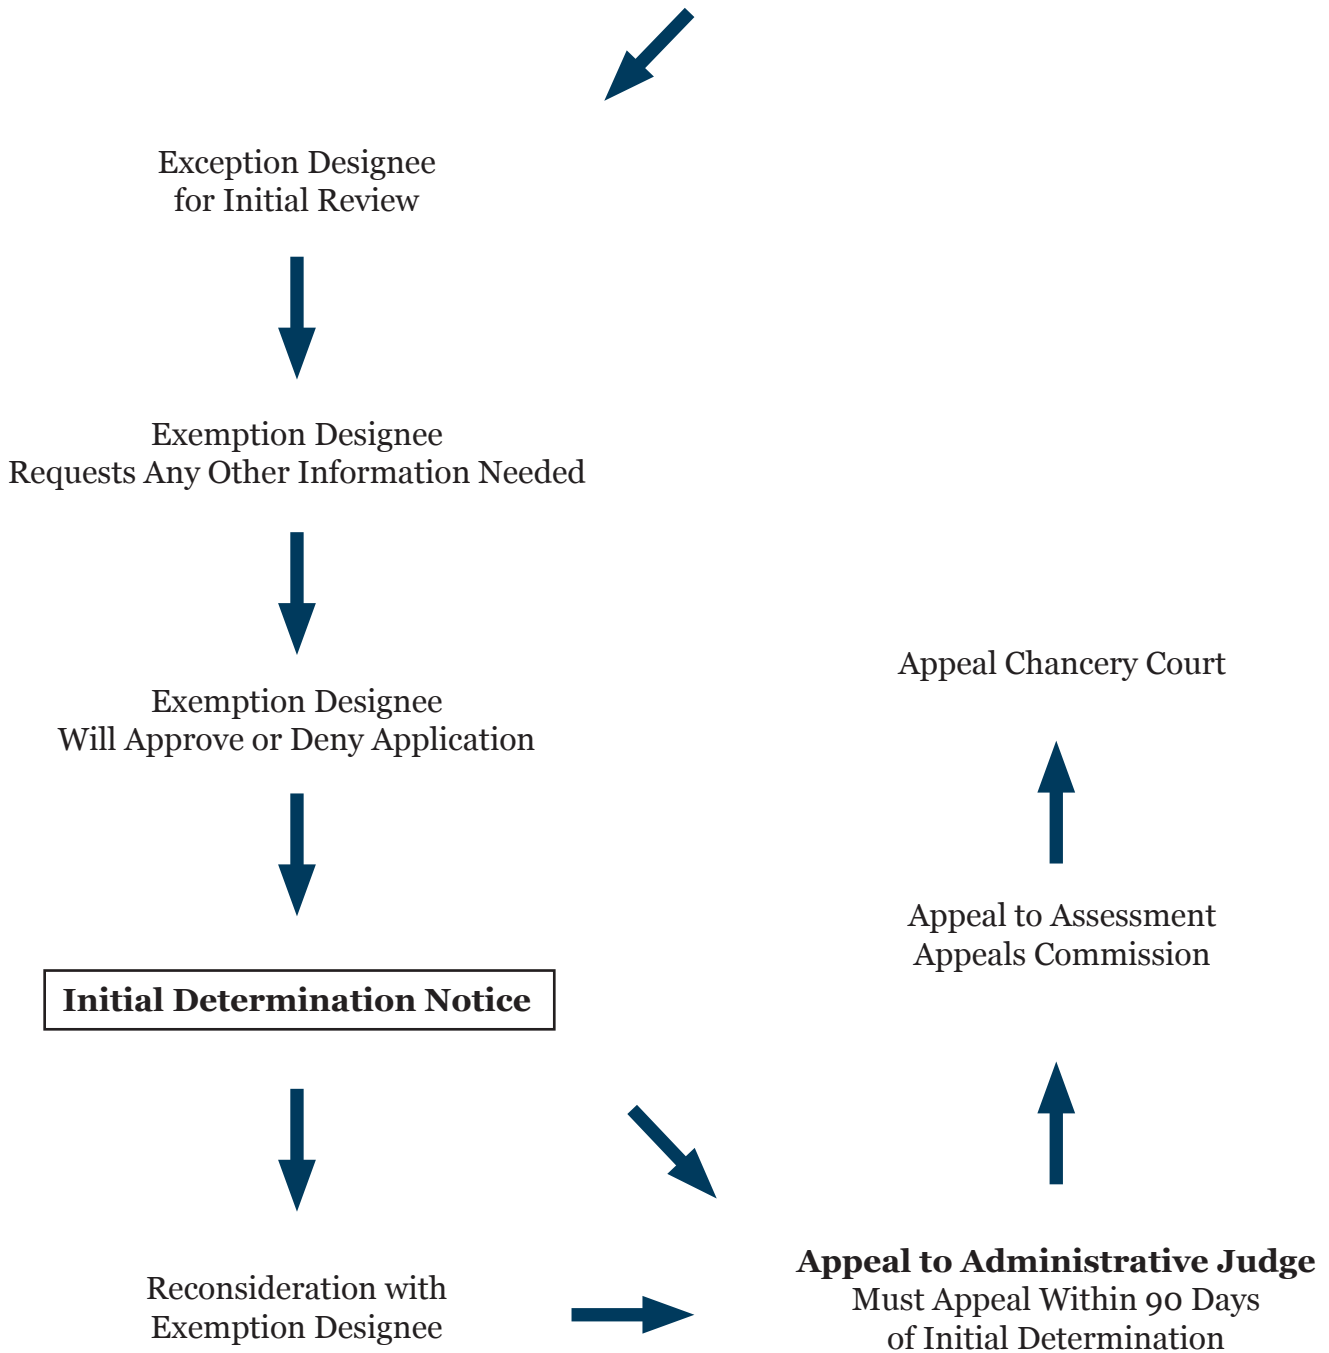 Exception Designee
for Initial Review
Exemption Designee
Requests Any Other Information Needed
Exemption Designee
Will Approve or Deny Application
Initial Determination Notice
Reconsideration with
Exemption Designee
Appeal to Administrative Judge
Must Appeal Within 90 Days
of Initial Determination
Appeal to Assessment
Appeals Commission
Appeal Chancery Court